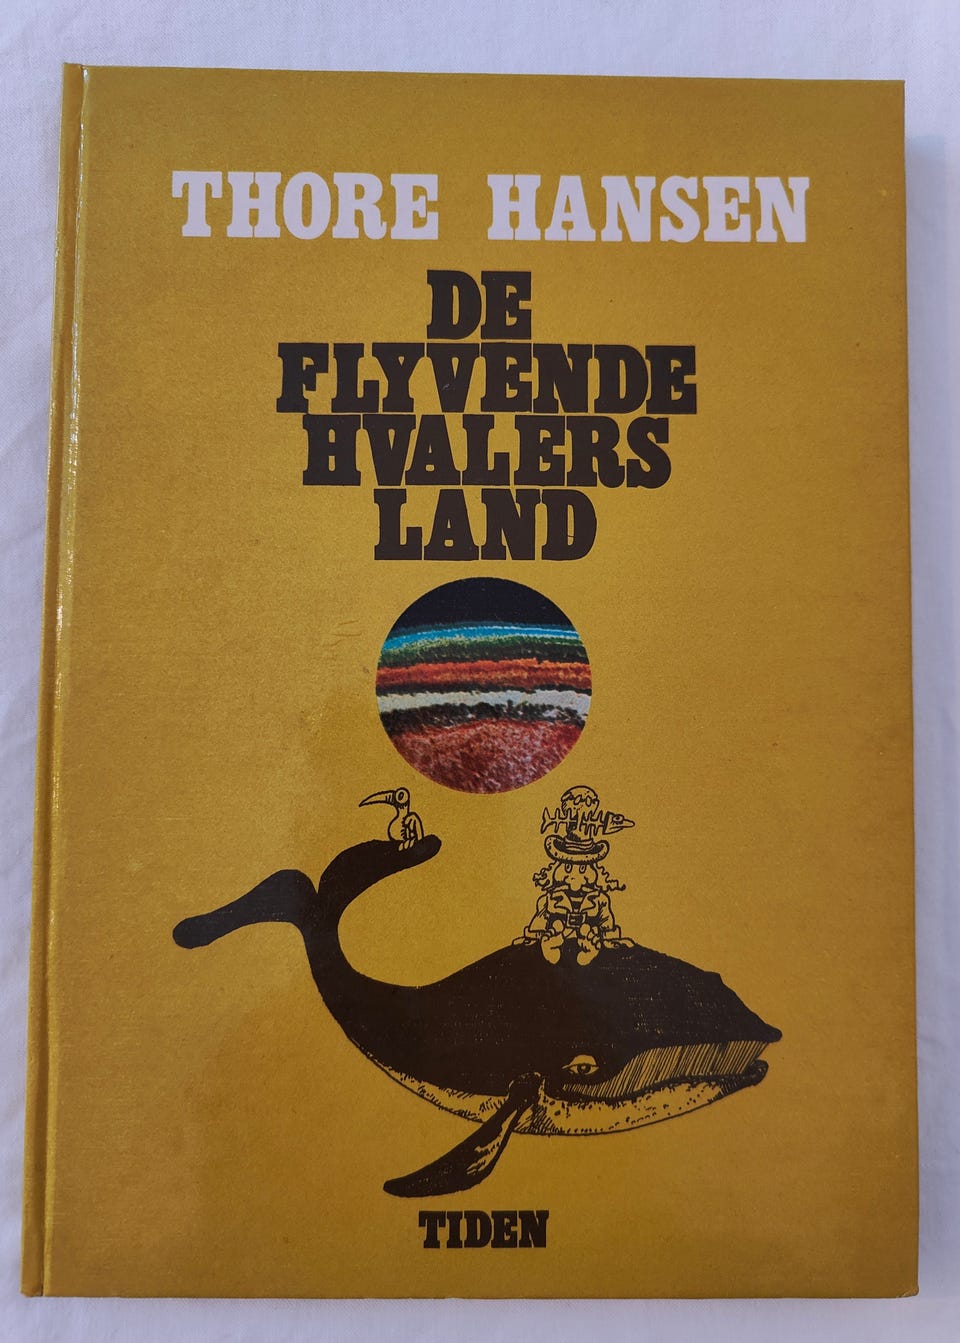 THORE HANSEN
DE
FLYVENDE
HVALERS
LAND
TIDEN